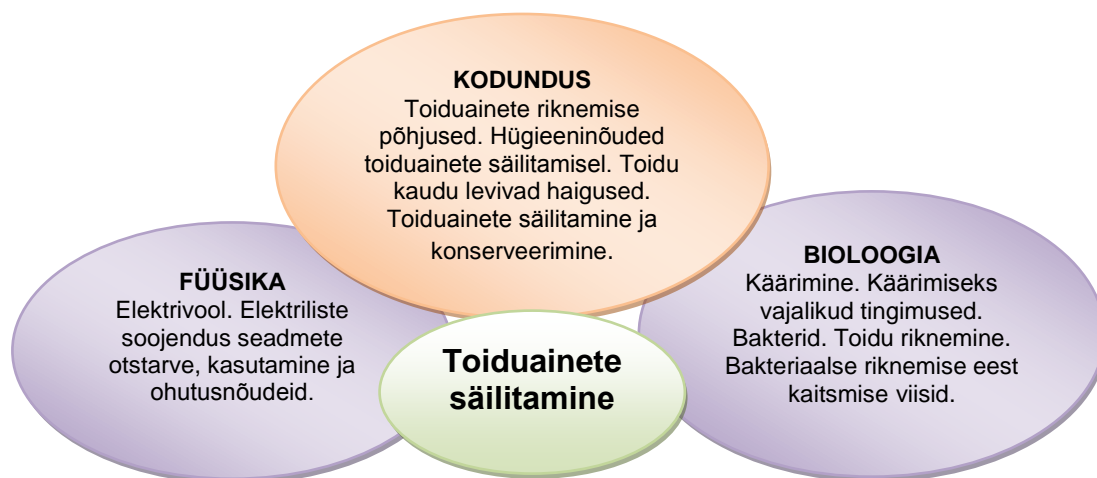 KODUNDUS
Toiduainete riknemise
põhjused. Hügieeninõuded
toiduainete säilitamisel. Toidu
kaudu levivad haigused.
Toiduainete säilitamine ja
konserveerimine.
FÜÜSIKA
Elektrivool. Elektriliste
soojendus seadmete
otstarve, kasutamine ja
ohutusnõudeid.
Toiduainete
säilitamine
BIOLOOGIA
Käärimine. Käärimiseks
vajalikud tingimused.
Bakterid. Toidu riknemine.
Bakteriaalse riknemise eest
kaitsmise viisid.